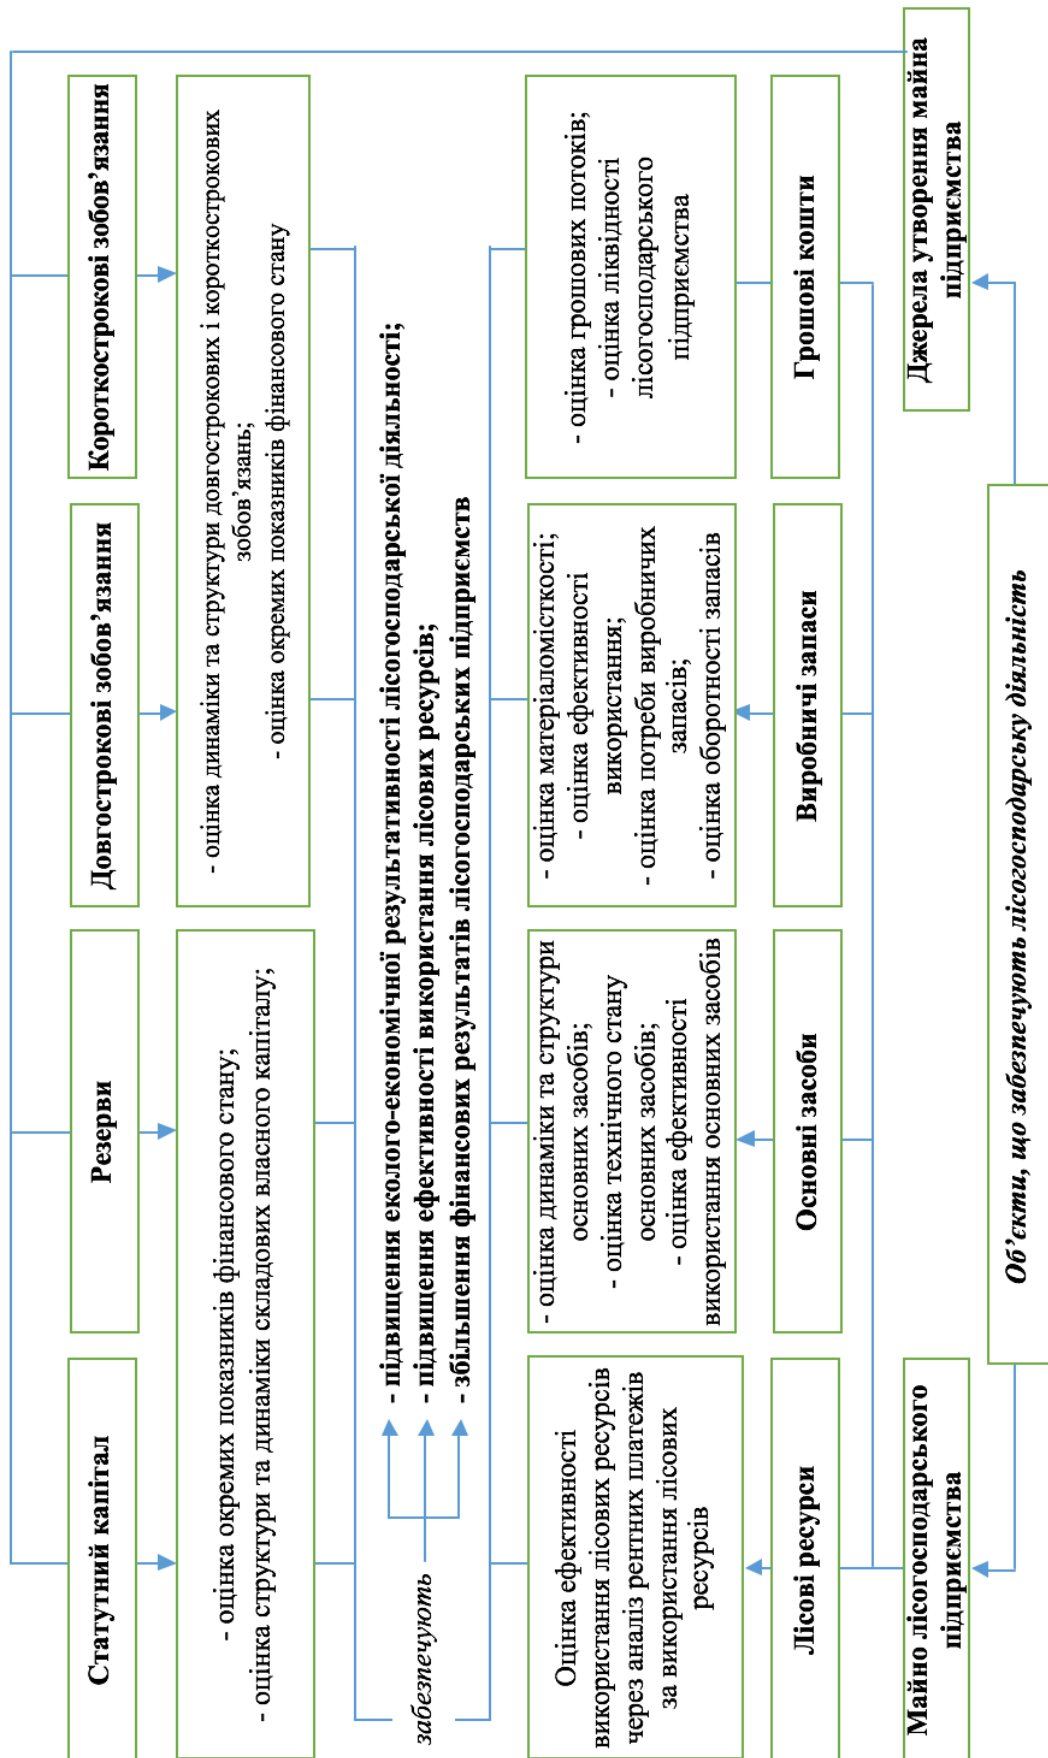 Статутний капітал
Резерви
Довгострокові зобов’язання
Короткострокові зобов’язання
- оцінка окремих показників фінансового стану;
- оцінка структури та динаміки складових власного капіталу;
- оцінка динаміки та структури довгострокових і короткострокових
зобов’язань;
- оцінка окремих показників фінансового стану
забезпечують
- підвищення еколого-економічної результативності лісогосподарської діяльності;
- підвищення ефективності використання лісових ресурсів;
- збільшення фінансових результатів лісогосподарських підприємств
Оцінка ефективності
використання лісових ресурсів
через аналіз рентних платежів
за використання лісових
ресурсів
- оцінка динаміки та структури
основних засобів;
- оцінка технічного стану
основних засобів;
- оцінка ефективності
використання основних засобів
- оцінка матеріаломісткості;
- оцінка ефективності
використання;
- оцінка потреби виробничих
запасів;
- оцінка оборотності запасів
- оцінка грошових потоків;
- оцінка ліквідності
лісогосподарського
підприємства
Лісові ресурси
Основні засоби
Виробничі запаси
Грошові кошти
Майно лісогосподарського
підприємства
Джерела утворення майна
підприємства
Об’єкти, що забезпечують лісогосподарську діяльність